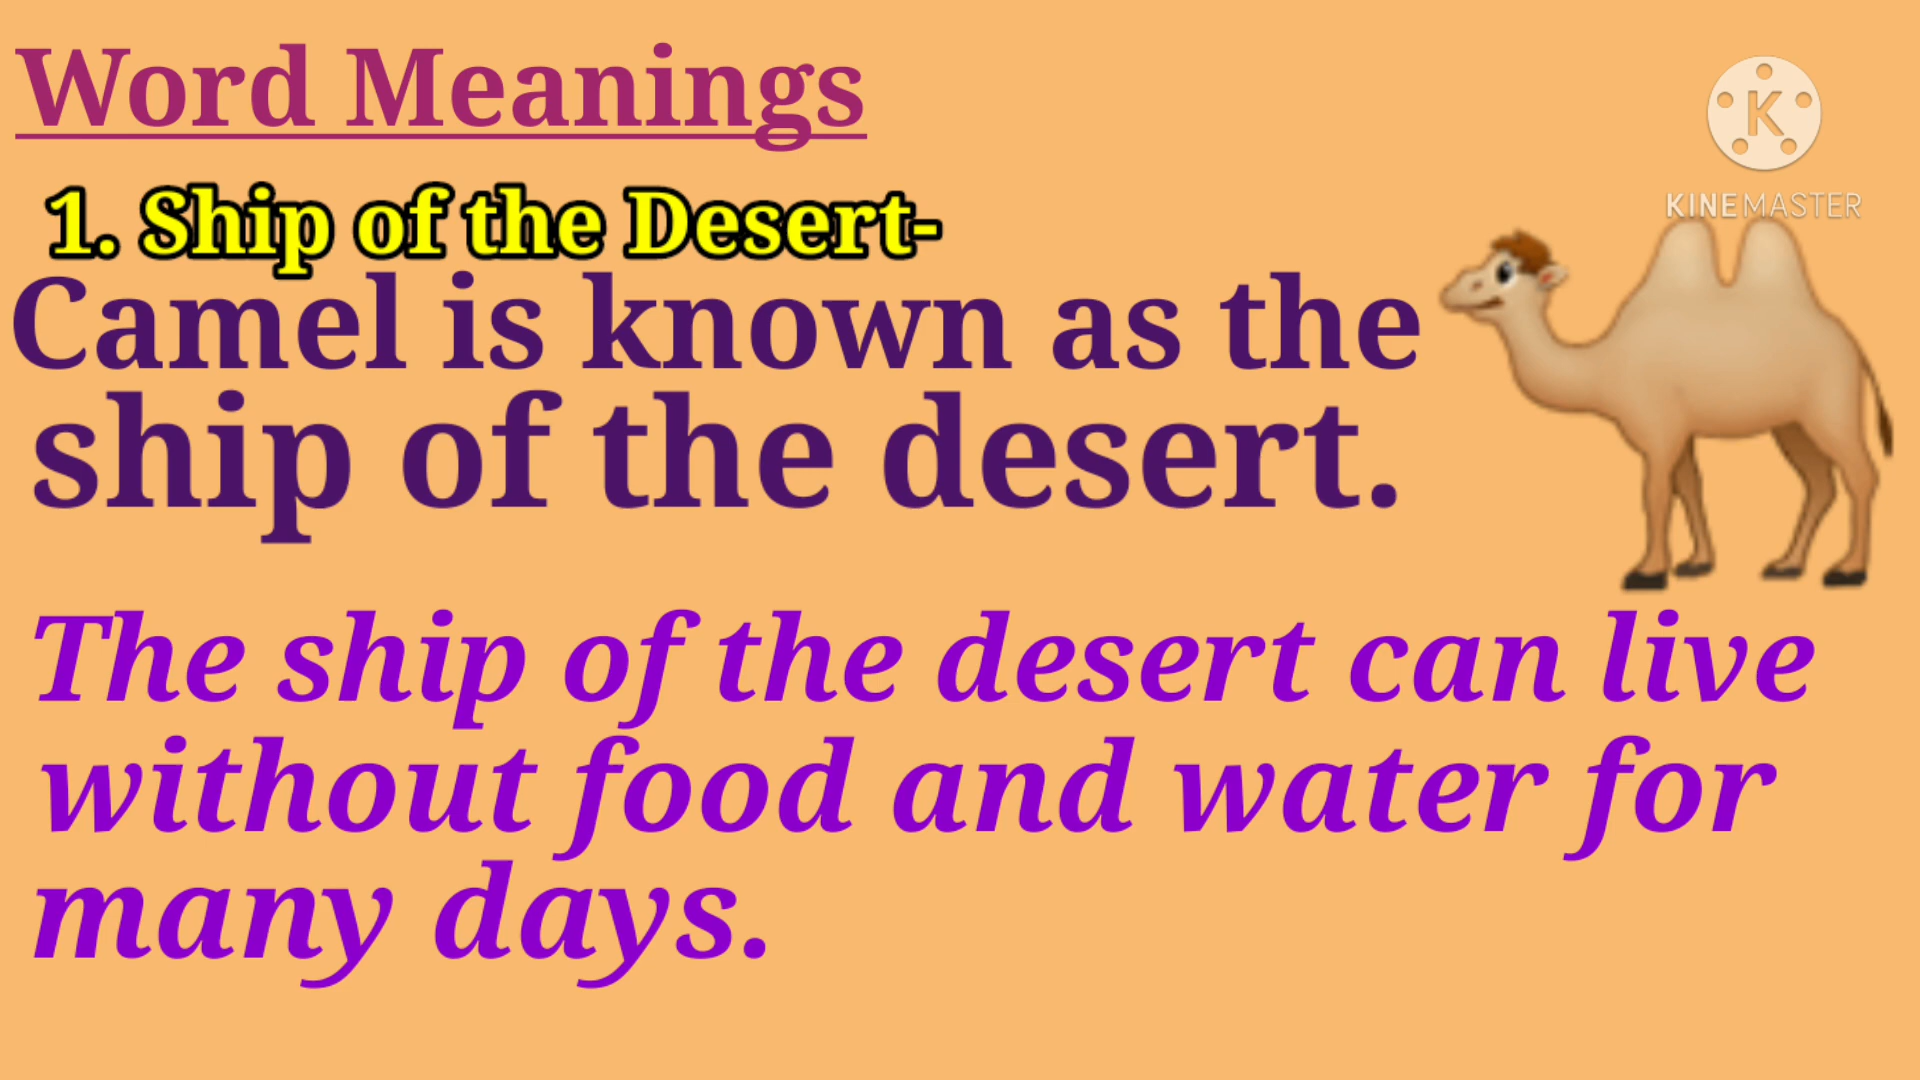 Word Meanings
K
KINEMASTER
1. Ship of the Desert-
Camel is known as the
ship of the desert.
The ship of the desert can live
without food and water for
many days.